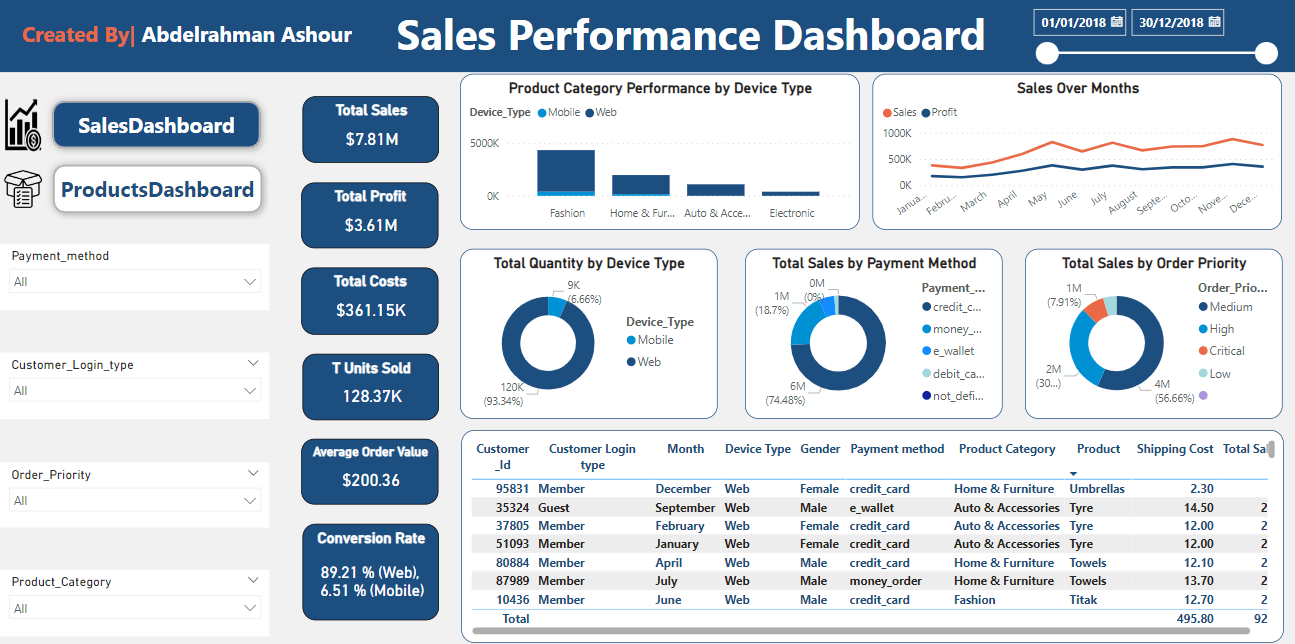 Created By| Abdelrahman Ashour
Sales Performance Dashboard
01/01/2018
30/12/2018
SalesDashboard
ProductsDashboard
Payment_method
All
Customer_Login_type
All
Order_Priority
All
Product_Category
All
Total Sales
$7.81M
Total Profit
$3.61M
Total Costs
$361.15K
T Units Sold
128.37K
Average Order Value
$200.36
Conversion Rate
89.21 % (Web),
6.51 % (Mobile)
Product Category Performance by Device Type
Device_Type Mobile Web
5000K
0K
Fashion Home & Fur... Auto & Acce... Electronic
Sales Over Months
Sales Profit
1000K
500K
0K
Janua... Febru... March April May June July August Septe... Octo... Nove... Dece...
Total Quantity by Device Type
9K
(6.66%)
120K
(93.34%)
Device_Type
Mobile
Web
Total Sales by Payment Method
0M
(0%)
1M
(18.7%)
6M
(74.48%)
Payment_...
credit_c...
money_...
e_wallet
debit_ca...
not_defi...
Total Sales by Order Priority
1M
(7.91%)
2M
(30...)
4M
(56.66%)
Order_Prio...
Medium
High
Critical
Low
Customer _Id Customer Login type Month Device Type Gender Payment method Product Category Product Shipping Cost Total Sal
95831 Member December Web Female credit_card Home & Furniture Umbrellas 2.30
35324 Guest September Web Male e_wallet Auto & Accessories Tyre 14.50 2
37805 Member February Web Female credit_card Auto & Accessories Tyre 12.00 2
51093 Member January Web Female credit_card Auto & Accessories Tyre 12.00 2
80884 Member April Web Male credit_card Home & Furniture Towels 12.10 2
87989 Member July Web Male money_order Home & Furniture Towels 13.70 2
10436 Member June Web Male credit_card Fashion Titak 12.70 2
Total 495.80 92